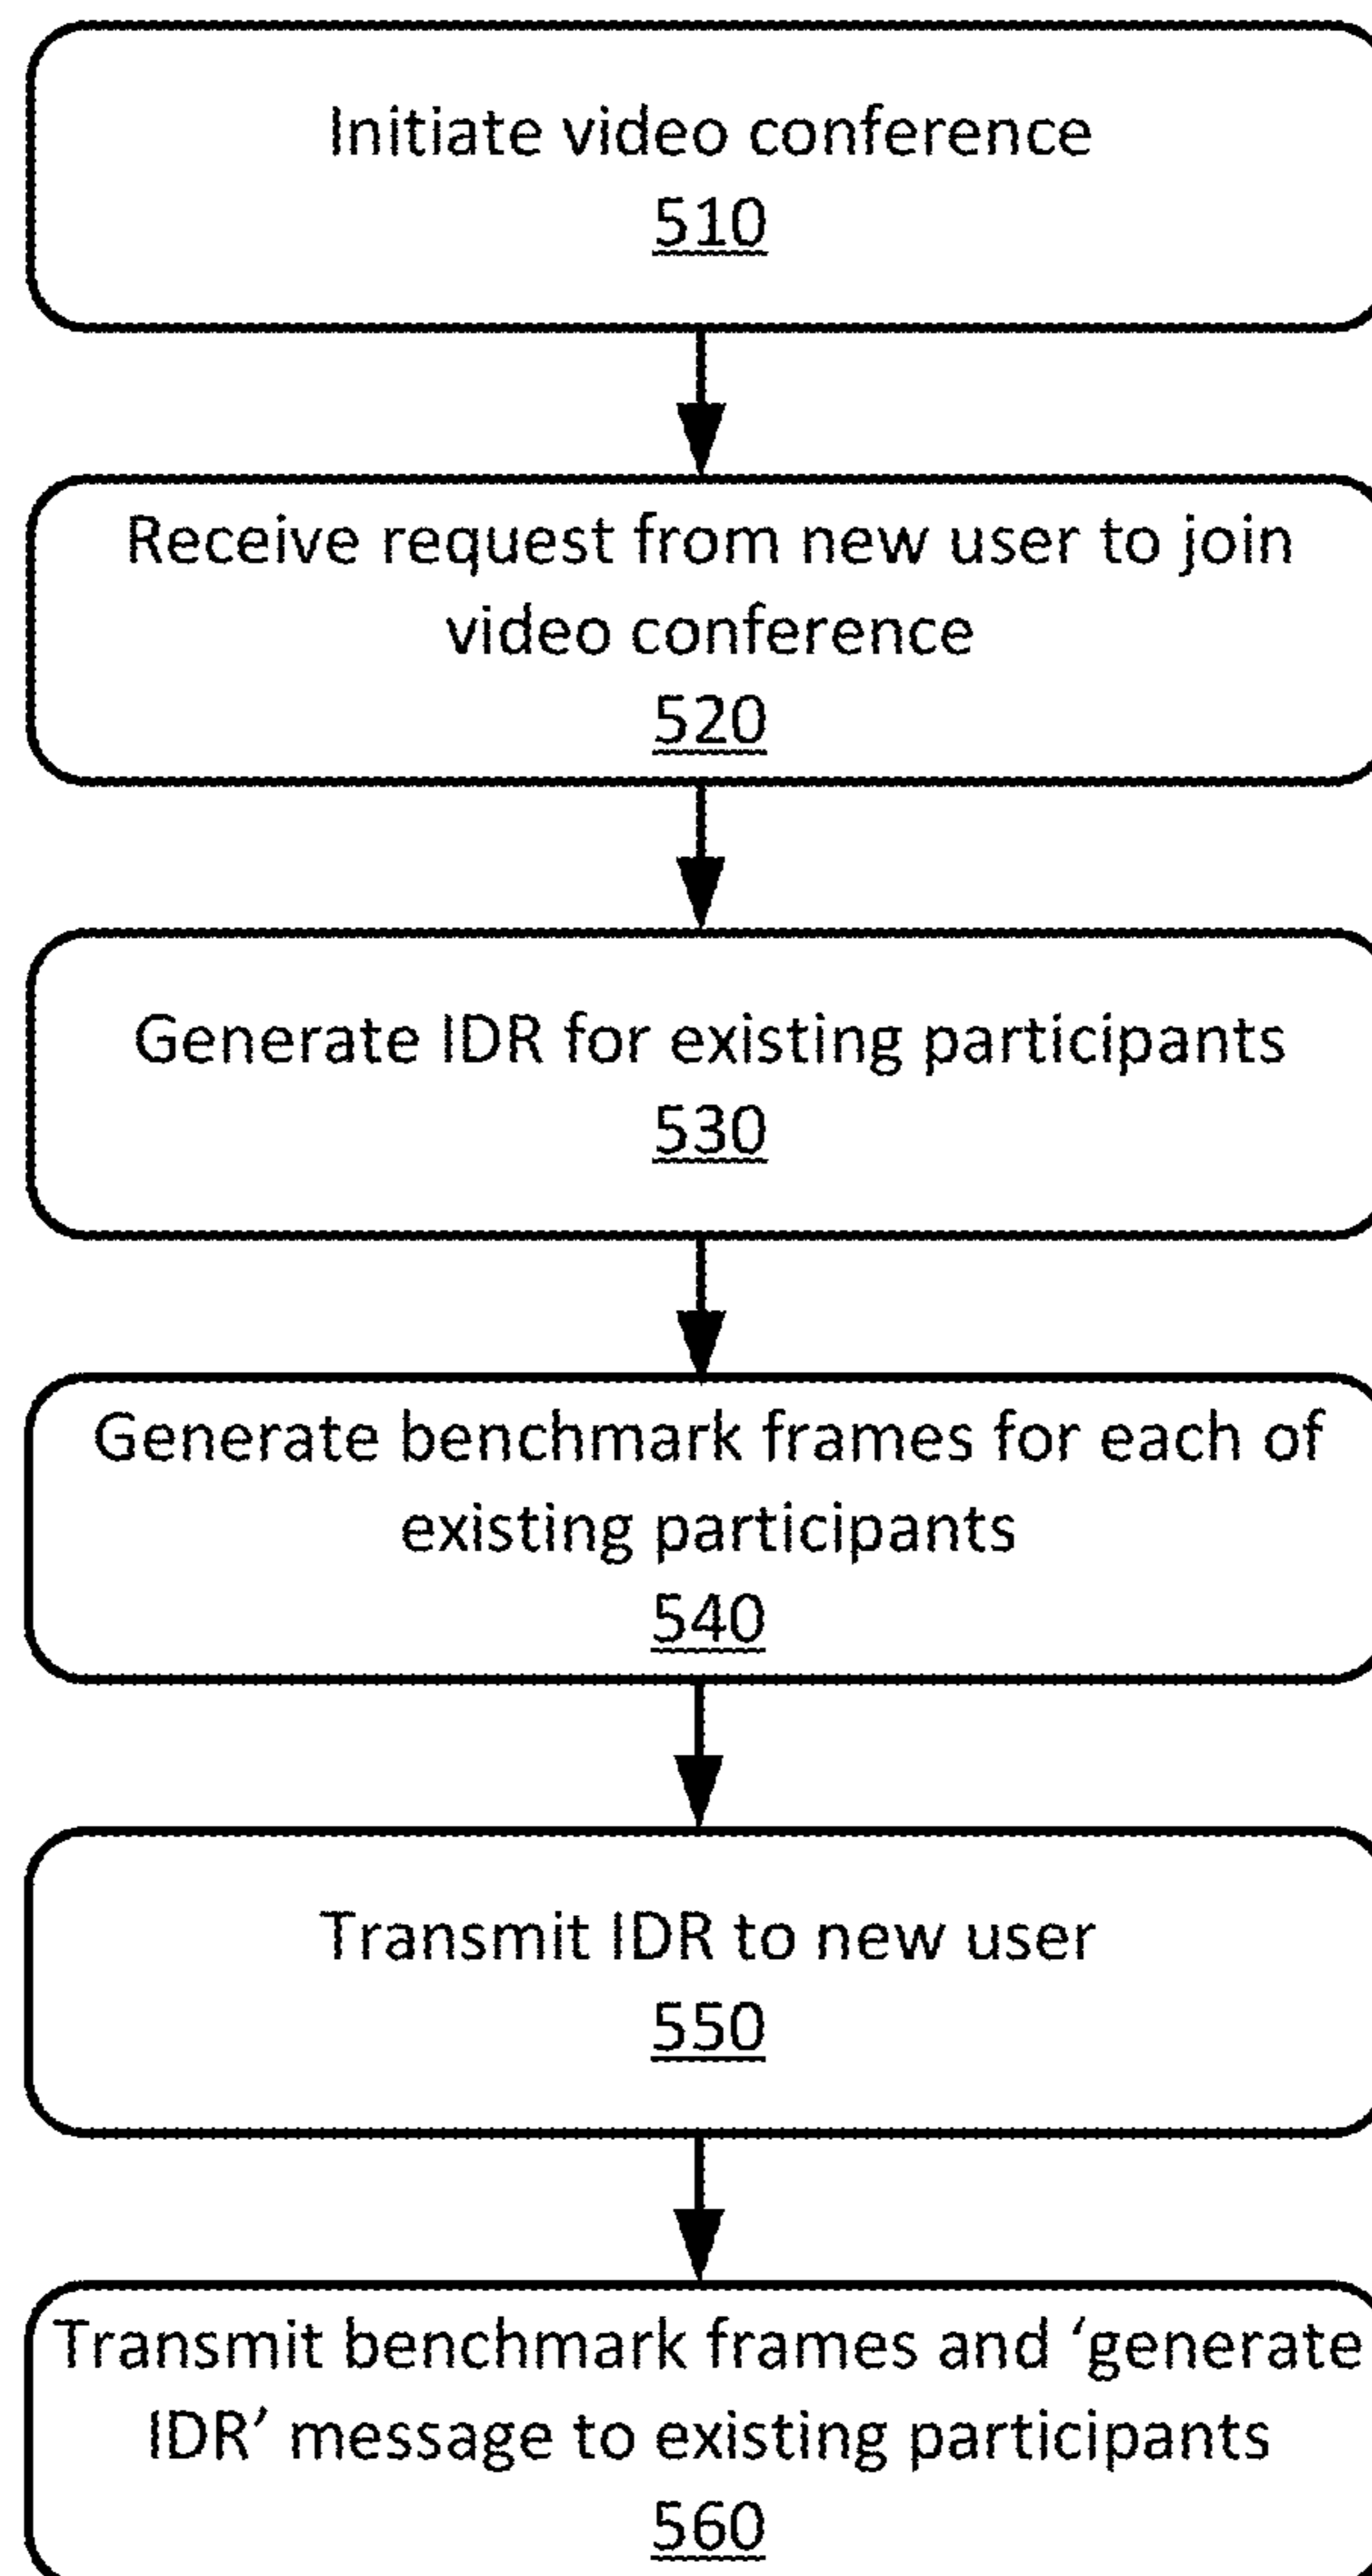 Initiate video conference
510
Receive request from new user to join
video conference
520
Generate IDR for existing participants
530
Generate benchmark frames for each of
existing participants
540
Transmit IDR to new user
550
Transmit benchmark frames and ‘generate
IDR’ message to existing participants
560